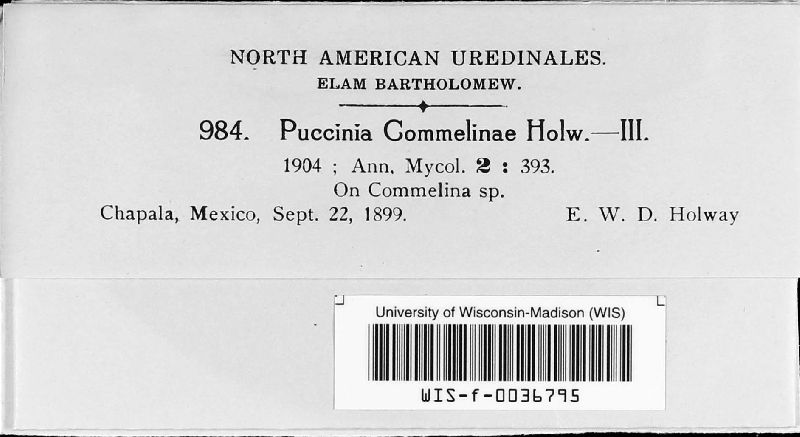 NORTH AMERICAN UREDINALES.
ELAM BARTHOLOMEW.
984. Puccinia Commelinae Holw.—III.
1904 ; Ann. Mycol. 2 : 393.
On Commelina sp.
Chapala, Mexico, Sept. 22, 1899. E. W. D. Holway
University of Wisconsin-Madison (WIS)
WIS-f-0036795